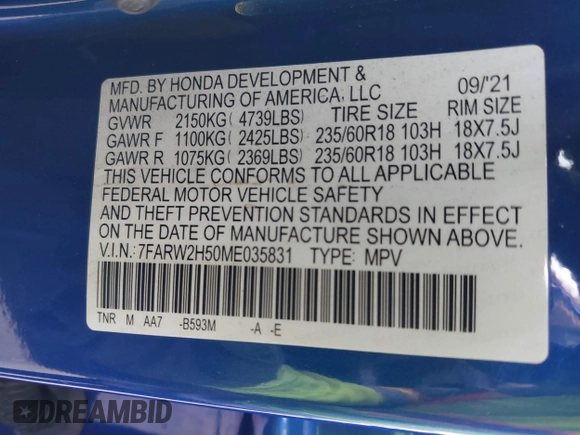 MFD. BY HONDA DEVELOPMENT & 09/'21
MANUFACTURING OF AMERICA, LLC
GVWR 2150KG( 4739LBS) TIRE SIZE RIM SIZE
GAWR F 1100KG( 2425LBS) 235/60R18 103H 18X7.5J
GAWR R 1075KG( 2369LBS) 235/60R18 103H 18X7.5J
THIS VEHICLE CONFORMS TO ALL APPLICABLE
FEDERAL MOTOR VEHICLE SAFETY
AND THEFT PREVENTION STANDARDS IN EFFECT
ON THE DATE OF MANUFACTURE SHOWN ABOVE.
V.I.N.: 7FARW2H50ME035831 TYPE: MPV
TNR M AA7 -B593M -A -E
DREAMBID